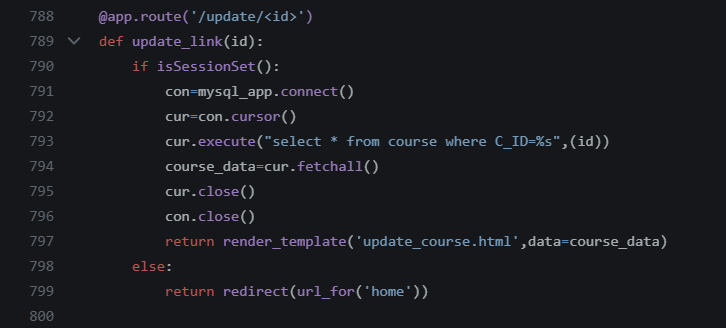 788 @app.route('/update/<id>')
789 def update_link(id):
790 if isSessionSet():
791 con=mysql_app.connect()
792 cur=con.cursor()
793 cur.execute("select * from course where C_ID=%s",(id))
794 course_data=cur.fetchall()
795 cur.close()
796 con.close()
797 return render_template('update_course.html',data=course_data)
798 else:
799 return redirect(url_for('home'))
800